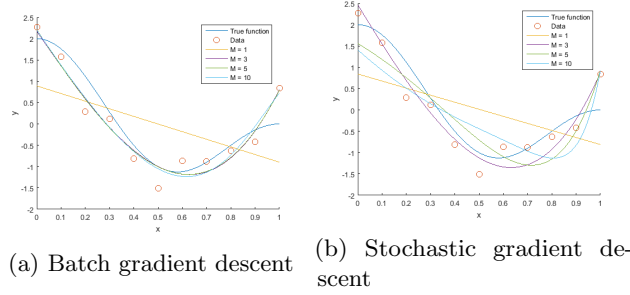 2.5
2
1.5
1
0.5
0
-0.5
-1
-1.5
-2
y
0 0.1 0.2 0.3 0.4 0.5 0.6 0.7 0.8 0.9 1
x
True function
Data
M = 1
M = 3
M = 5
M = 10
(a) Batch gradient descent
2.5
2
1.5
1
0.5
0
-0.5
-1
-1.5
-2
y
0 0.1 0.2 0.3 0.4 0.5 0.6 0.7 0.8 0.9 1
x
True function
Data
M = 1
M = 3
M = 5
M = 10
(b) Stochastic gradient de-
scent